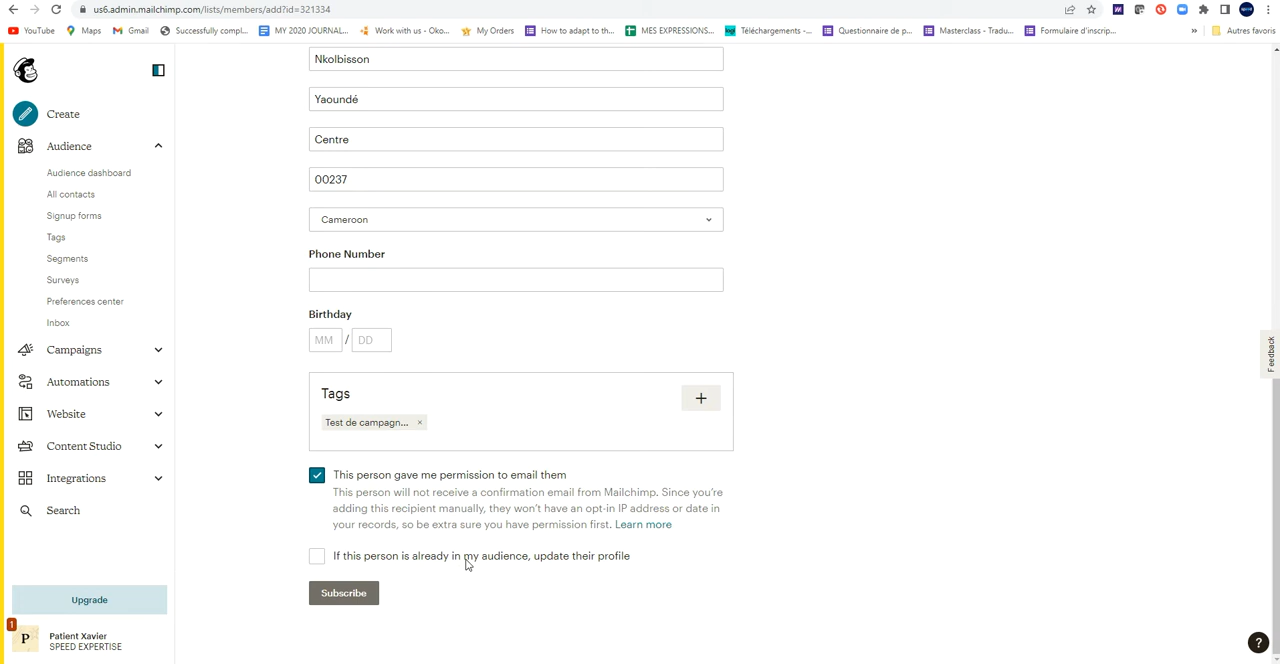 us6.admin.mailchimp.com/lists/members/add?id=321334
YouTube
Maps
Gmail
Successfully compl...
MY 2020 JOURNAL...
Work with us - Oko...
My Orders
How to adapt to th...
MES EXPRESSIONS...
Téléchargements -...
Questionnaire de p...
Masterclass - Tradu...
Formulaire d'inscrip...
»
Autres favoris
Create
Audience
Audience dashboard
All contacts
Signup forms
Tags
Segments
Surveys
Preferences center
Inbox
Campaigns
Automations
Website
Content Studio
Integrations
Search
Upgrade
1
P
Patient Xavier
SPEED EXPERTISE
Nkolbisson
Yaoundé
Centre
00237
Cameroon
Phone Number
Birthday
MM / DD
Tags
+
Test de campagn... ×
This person gave me permission to email them
This person will not receive a confirmation email from Mailchimp. Since you're
adding this recipient manually, they won't have an opt-in IP address or date in
your records, so be extra sure you have permission first. Learn more
If this person is already in my audience, update their profile
Subscribe
Feedback
?